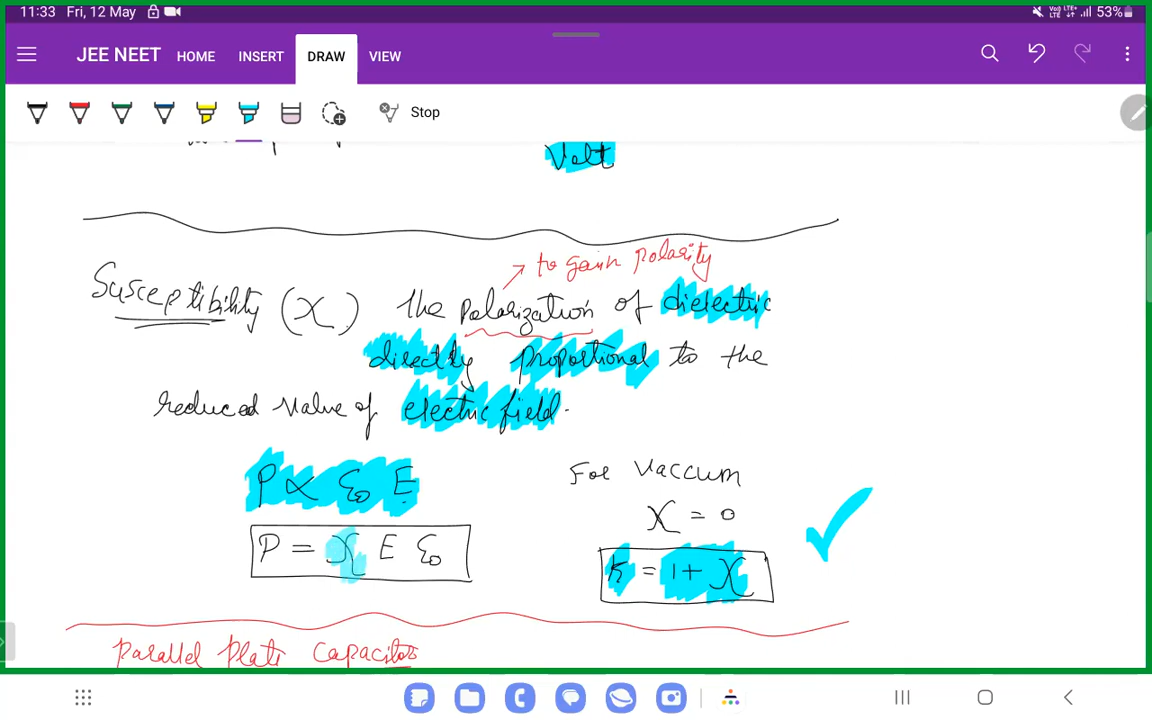 11:33 Fri, 12 May
53%
JEE NEET HOME INSERT DRAW VIEW
Stop
Volt
to gain polarity
Susceptibility (χ) the polarization of dielectric
directly proportional to the
reduced value of electric field.
P ∝ ε₀ E
For vaccum
χ = 0
P = χ E ε₀
K = 1 + χ
parallel plate capacitor